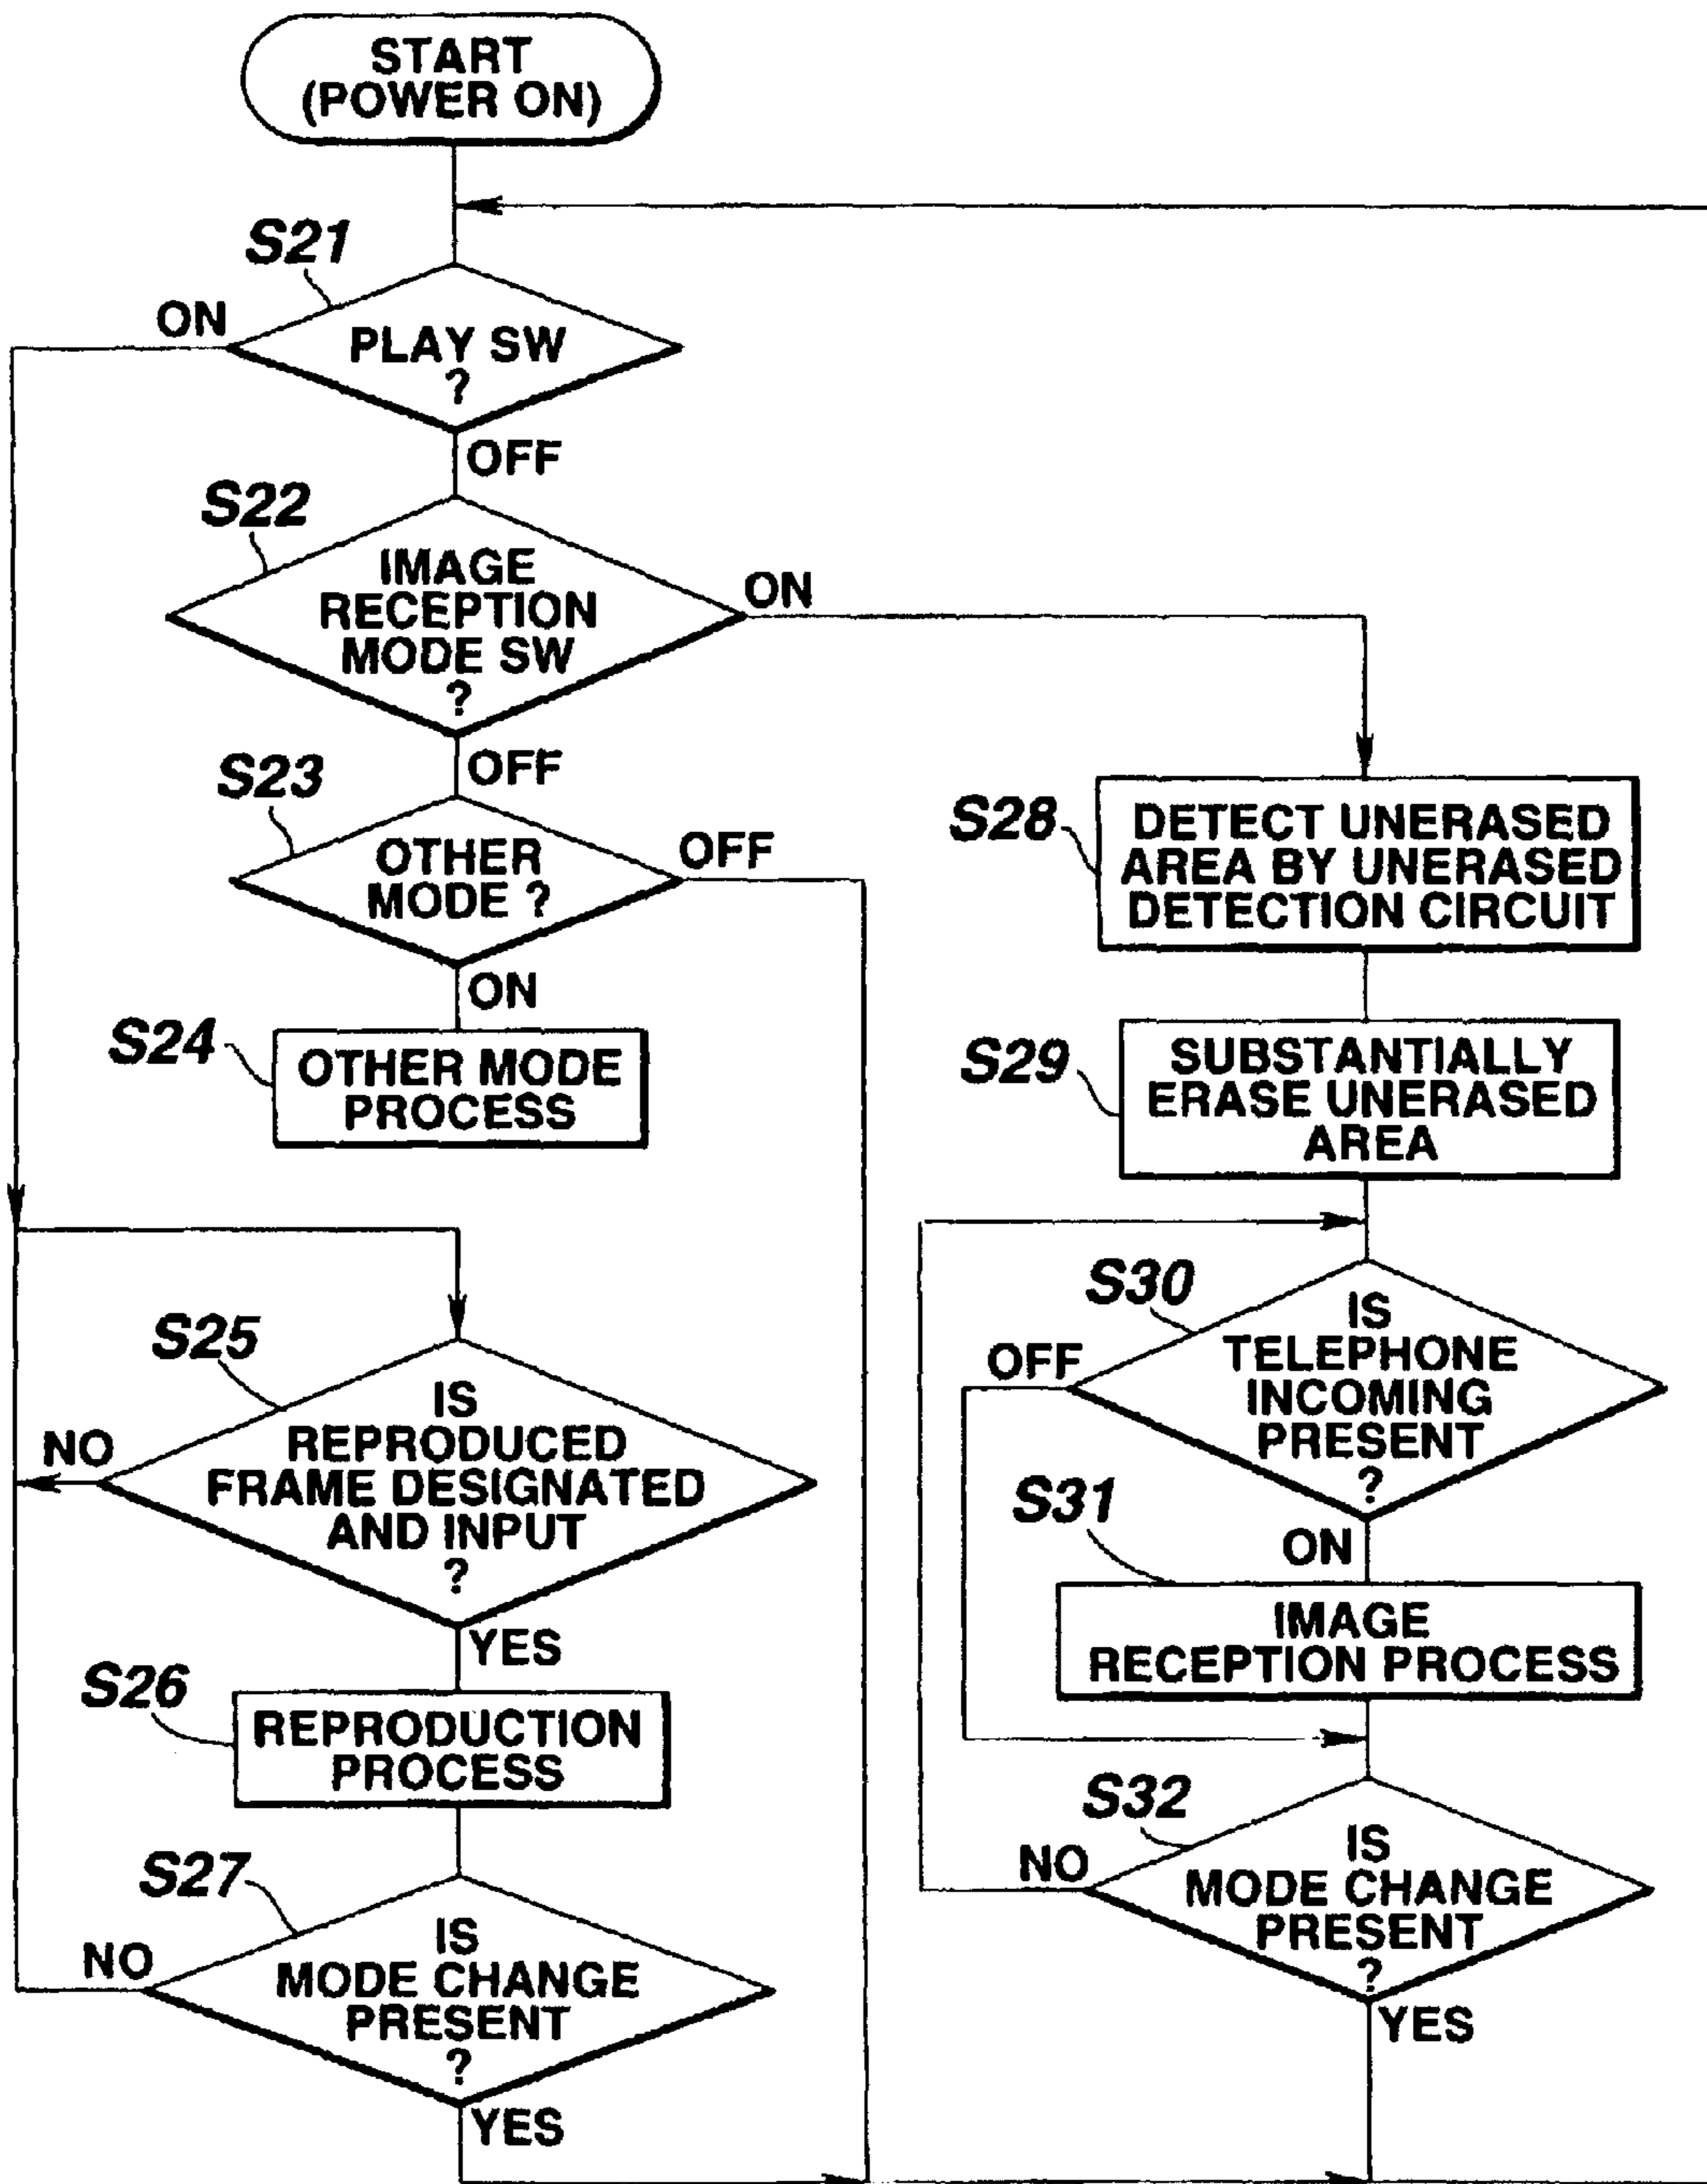 START
(POWER ON)
S21
ON
PLAY SW
?
OFF
S22
IMAGE
RECEPTION
MODE SW
?
ON
OFF
S23
OTHER
MODE ?
OFF
ON
S24
OTHER MODE
PROCESS
S25
IS
REPRODUCED
FRAME DESIGNATED
AND INPUT
?
NO
YES
S26
REPRODUCTION
PROCESS
S27
IS
MODE CHANGE
PRESENT
?
NO
YES
S28
DETECT UNERASED
AREA BY UNERASED
DETECTION CIRCUIT
S29
SUBSTANTIALLY
ERASE UNERASED
AREA
S30
IS
TELEPHONE
INCOMING
PRESENT
?
OFF
ON
S31
IMAGE
RECEPTION PROCESS
S32
IS
MODE CHANGE
PRESENT
?
NO
YES